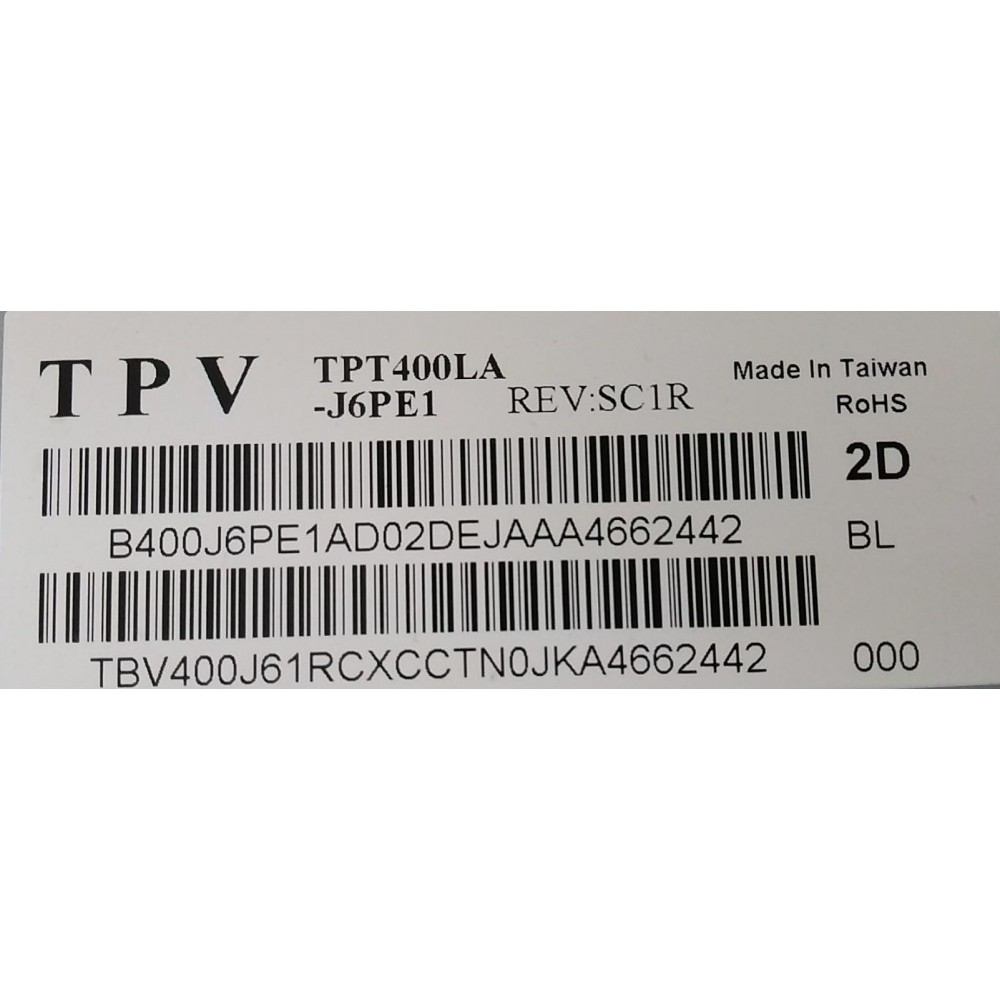 TPV TPT400LA Made In Taiwan
-J6PE1 REV:SC1R RoHS
2D
B400J6PE1AD02DEJAAA4662442 BL
TBV400J61RCXCCTN0JKA4662442 000